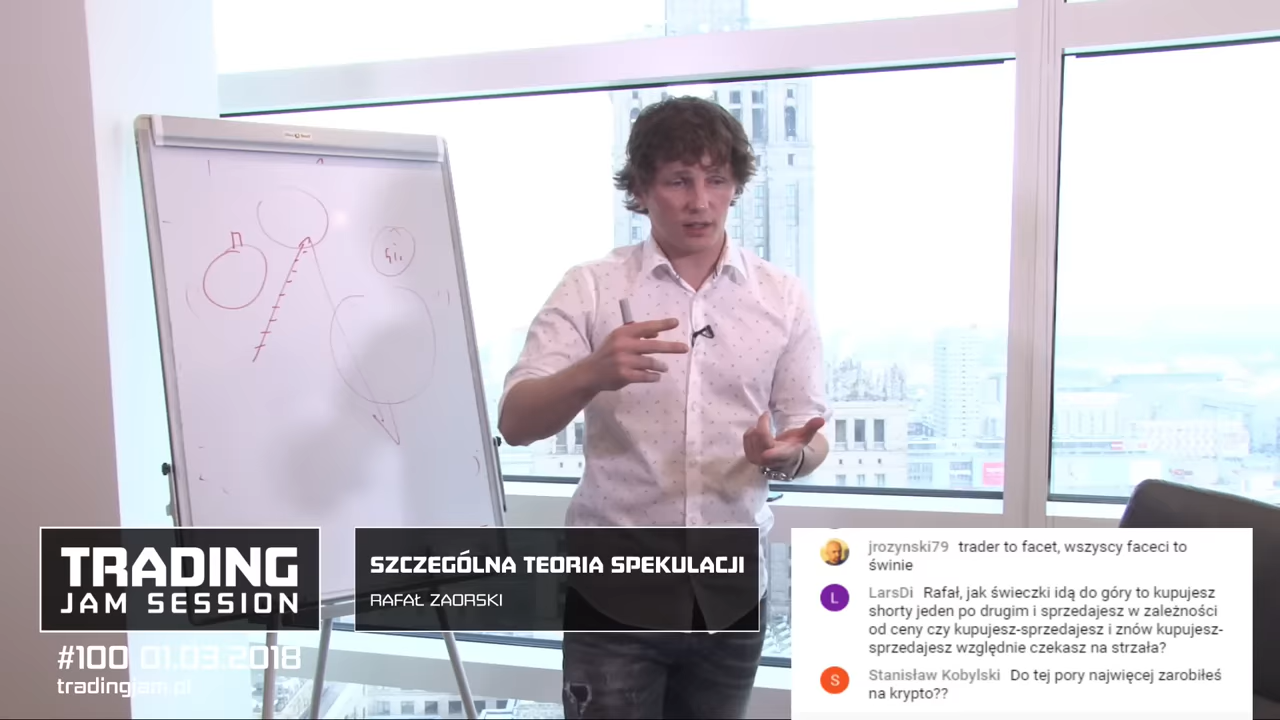 TRADING
JAM SESSION
#100 01.03.2018
tradingjam.pl
SZCZEGÓLNA TEORIA SPEKULACJI
RAFAŁ ZAORSKI
jrozynski79 trader to facet, wszyscy faceci to
świnie
LarsDi Rafał, jak świeczki idą do góry to kupujesz
shorty jeden po drugim i sprzedajesz w zależności
od ceny czy kupujesz-sprzedajesz i znów kupujesz-
sprzedajesz względnie czekasz na strzała?
Stanisław Kobylski Do tej pory najwięcej zarobiłeś
na krypto??